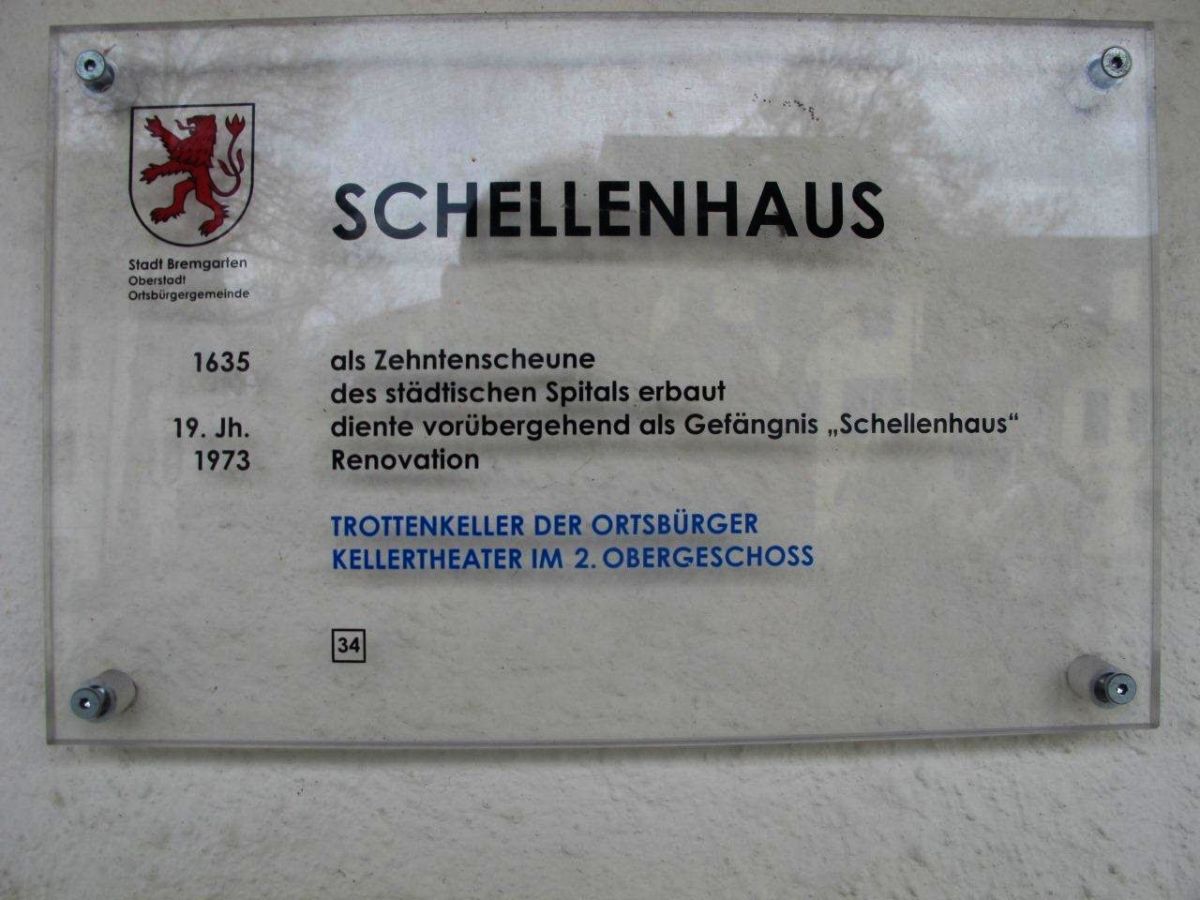 SCHELLENHAUS
Stadt Bremgarten
Oberstadt
Ortsbürgergemeinde
1635 als Zehntenscheune
des städtischen Spitals erbaut
19. Jh. diente vorübergehend als Gefängnis „Schellenhaus“
1973 Renovation
TROTTENKELLER DER ORTSBÜRGER
KELLERTHEATER IM 2. OBERGESCHOSS
34